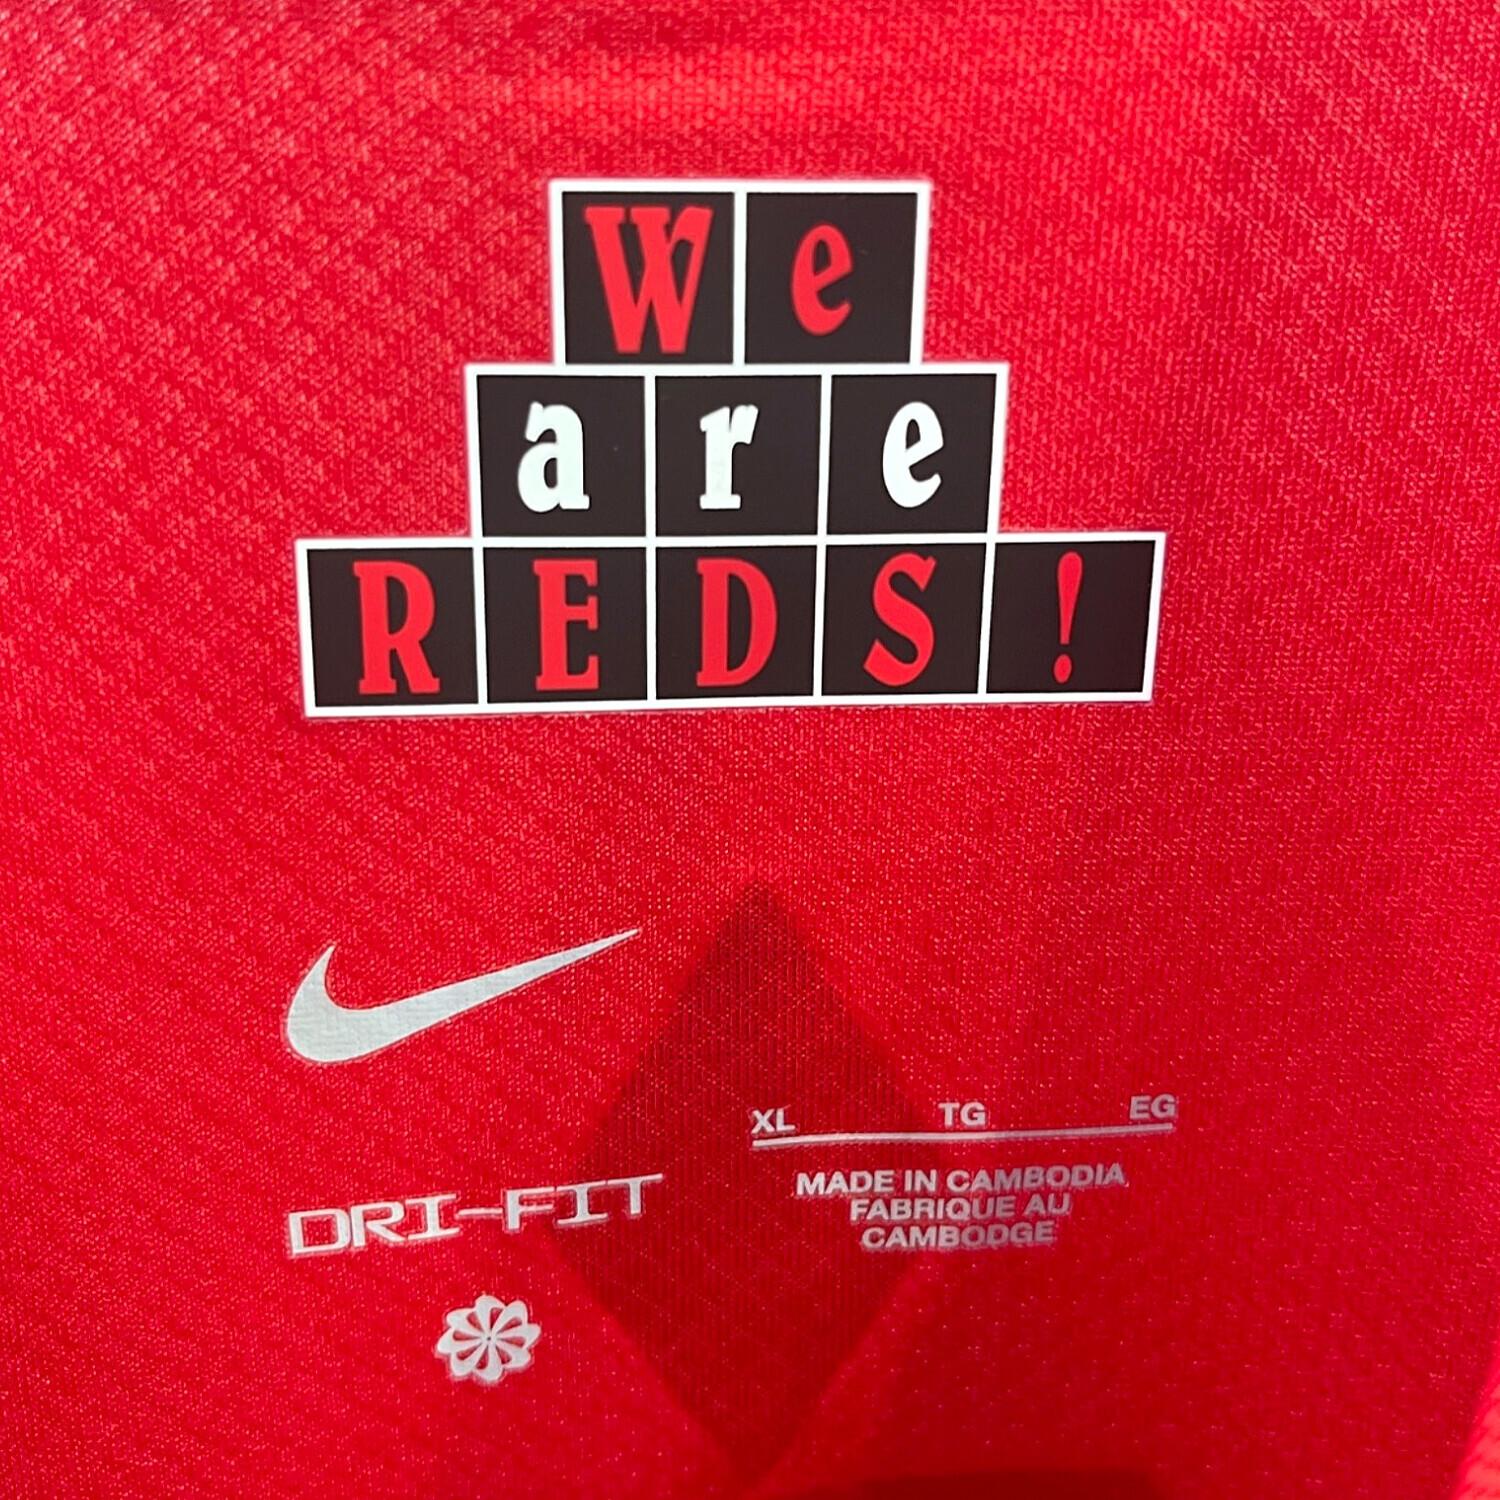 We
are
REDS!
XL TG EG
MADE IN CAMBODIA
FABRIQUE AU
CAMBODGE
DRI-FIT